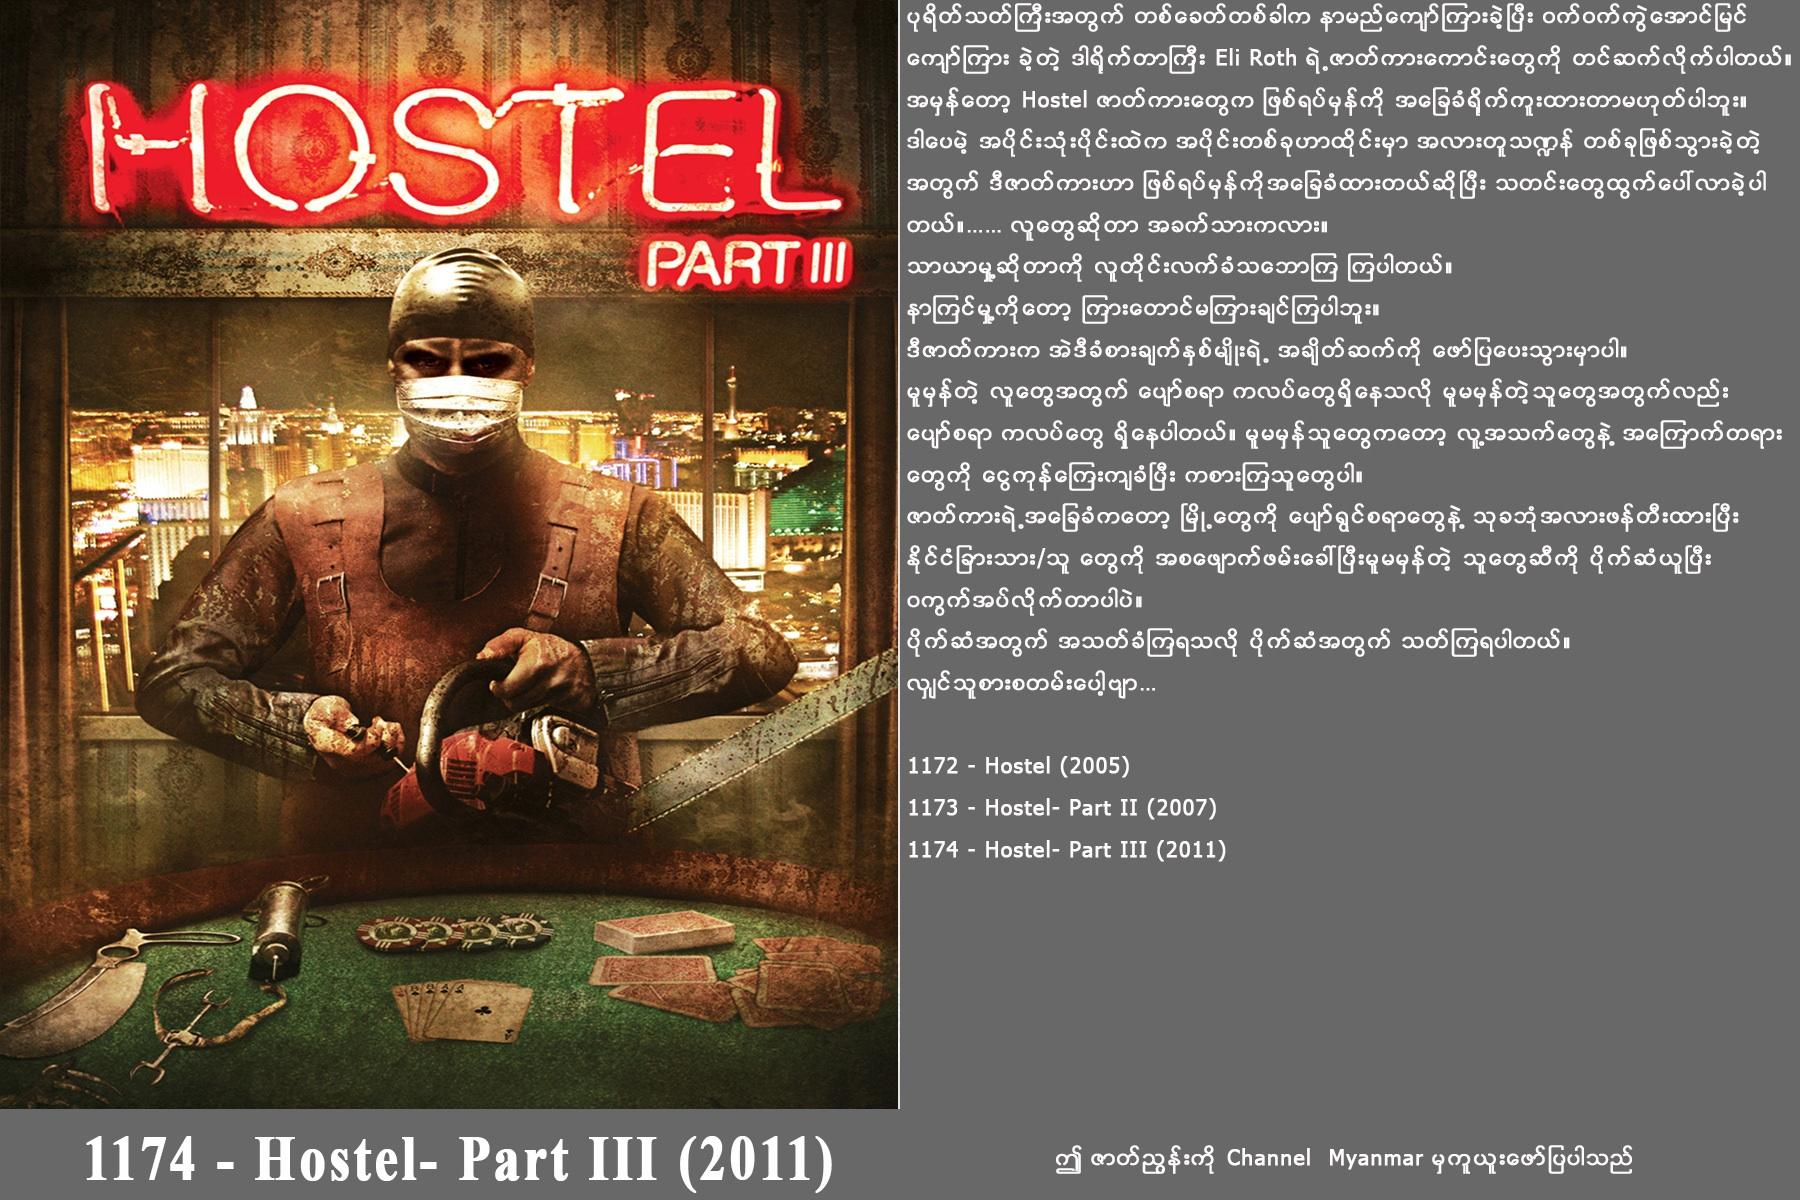 HOSTEL
PART III
ပုရိတ်သတ်ကြီးအတွက် တစ်ခေတ်တစ်ခါက နာမည်ကျော်ကြားခဲ့ပြီး ဝက်ဝက်ကွဲအောင်မြင်
ကျော်ကြား ခဲ့တဲ့ ဒါရိုက်တာကြီး Eli Roth ရဲ့ဇာတ်ကားကောင်းတွေကို တင်ဆက်လိုက်ပါတယ်။
အမှန်တော့ Hostel ဇာတ်ကားတွေက ဖြစ်ရပ်မှန်ကို အခြေခံရိုက်ကူးထားတာမဟုတ်ပါဘူး။
ဒါပေမဲ့ အပိုင်းသုံးပိုင်းထဲက အပိုင်းတစ်ခုဟာထိုင်းမှာ အလားတူသဏ္ဍန် တစ်ခုဖြစ်သွားခဲ့တဲ့
အတွက် ဒီဇာတ်ကားဟာ ဖြစ်ရပ်မှန်ကိုအခြေခံထားတယ်ဆိုပြီး သတင်းတွေထွက်ပေါ်လာခဲ့ပါ
တယ်။...... လူတွေဆိုတာ အခက်သားကလား။
သာယာမှု့ဆိုတာကို လူတိုင်းလက်ခံသဘောကြ ကြပါတယ်။
နာကြင်မှု့ကိုတော့ ကြားတောင်မကြားချင်ကြပါဘူး။
ဒီဇာတ်ကားက အဲဒီခံစားချက်နှစ်မျိုးရဲ့ အချိတ်ဆက်ကို ဖော်ပြပေးသွားမှာပါ။
မူမှန်တဲ့ လူတွေအတွက် ပျော်စရာ ကလပ်တွေရှိနေသလို မူမမှန်တဲ့သူတွေအတွက်လည်း
ပျော်စရာ ကလပ်တွေ ရှိနေပါတယ်။ မူမမှန်သူတွေကတော့ လူ့အသက်တွေနဲ့ အကြောက်တရား
တွေကို ငွေကုန်ကြေးကျခံပြီး ကစားကြသူတွေပါ။
ဇာတ်ကားရဲ့အခြေခံကတော့ မြို့တွေကို ပျော်ရွှင်စရာတွေနဲ့ သုခဘုံအလားဖန်တီးထားပြီး
နိုင်ငံခြားသား/သူ တွေကို အစဖျောက်ဖမ်းခေါ်ပြီးမူမမှန်တဲ့ သူတွေဆီကို ပိုက်ဆံယူပြီး
ဝကွက်အပ်လိုက်တာပါပဲ။
ပိုက်ဆံအတွက် အသတ်ခံကြရသလို ပိုက်ဆံအတွက် သတ်ကြရပါတယ်။
လျှင်သူစားစတမ်းပေါ့ဗျာ...
1172 - Hostel (2005)
1173 - Hostel- Part II (2007)
1174 - Hostel- Part III (2011)
1174 - Hostel- Part III (2011)
ဤ ဇာတ်ညွှန်းကို Channel Myanmar မှကူယူးဖော်ပြပါသည်